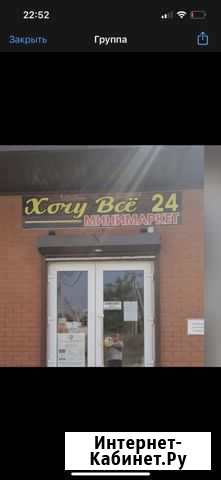 22:52
Закрыть
Группа
Хочу Всё 24
МИНИМАРКЕТ
Интернет-
Кабинет.Ру